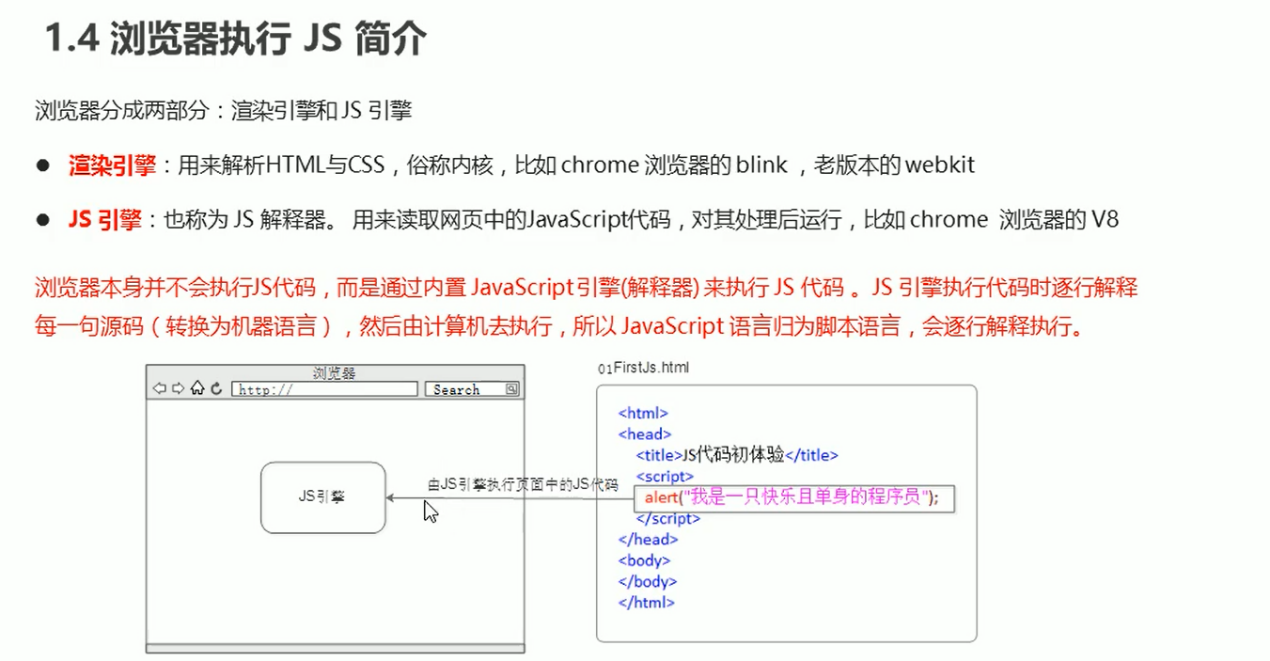 1.4 浏览器执行 JS 简介
浏览器分成两部分：渲染引擎和 JS 引擎
● 渲染引擎：用来解析HTML与CSS，俗称内核，比如 chrome 浏览器的 blink ，老版本的 webkit
● JS 引擎：也称为 JS 解释器。 用来读取网页中的JavaScript代码，对其处理后运行，比如 chrome 浏览器的 V8
浏览器本身并不会执行JS代码，而是通过内置 JavaScript 引擎(解释器) 来执行 JS 代码 。JS 引擎执行代码时逐行解释
每一句源码（转换为机器语言），然后由计算机去执行，所以 JavaScript 语言归为脚本语言，会逐行解释执行。
浏览器
http://
Search
JS引擎
由JS引擎执行页面中的JS代码
01FirstJs.html
<html>
<head>
<title>JS代码初体验</title>
<script>
alert("我是一只快乐且单身的程序员");
</script>
</head>
<body>
</body>
</html>